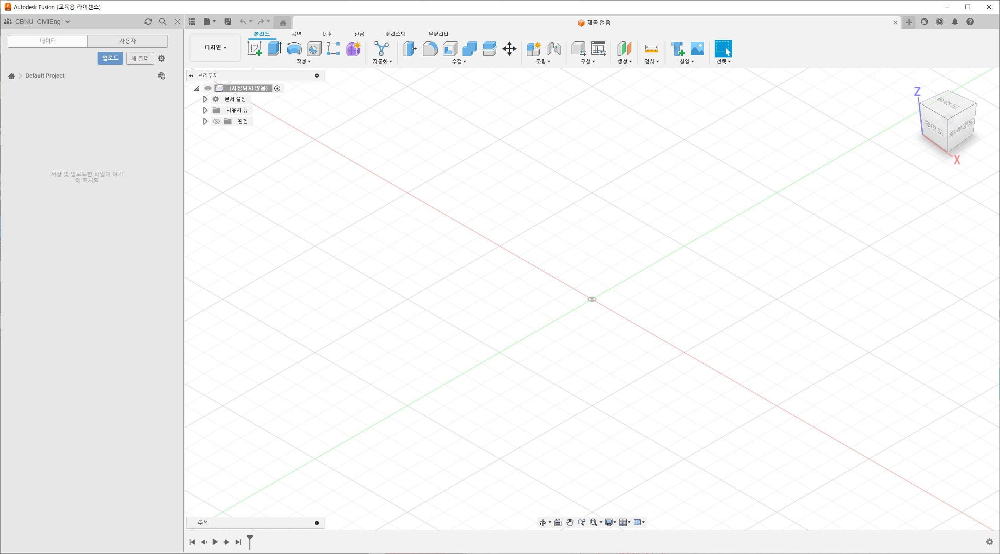 Autodesk Fusion (교육용 라이센스)
CBNU_CivilEng
제목 없음
데이터
사용자
업로드
새 폴더
Default Project
저장 및 업로드한 파일이 여기
에 표시됨
디자인
솔리드
곡면
메쉬
판금
플라스틱
유틸리티
작성
자동화
수정
조립
구성
생성
검사
삽입
선택
브라우저
(저장되지 않음)
문서 설정
사용자 뷰
원점
Z
평면도
정면도
우측면도
X
주석